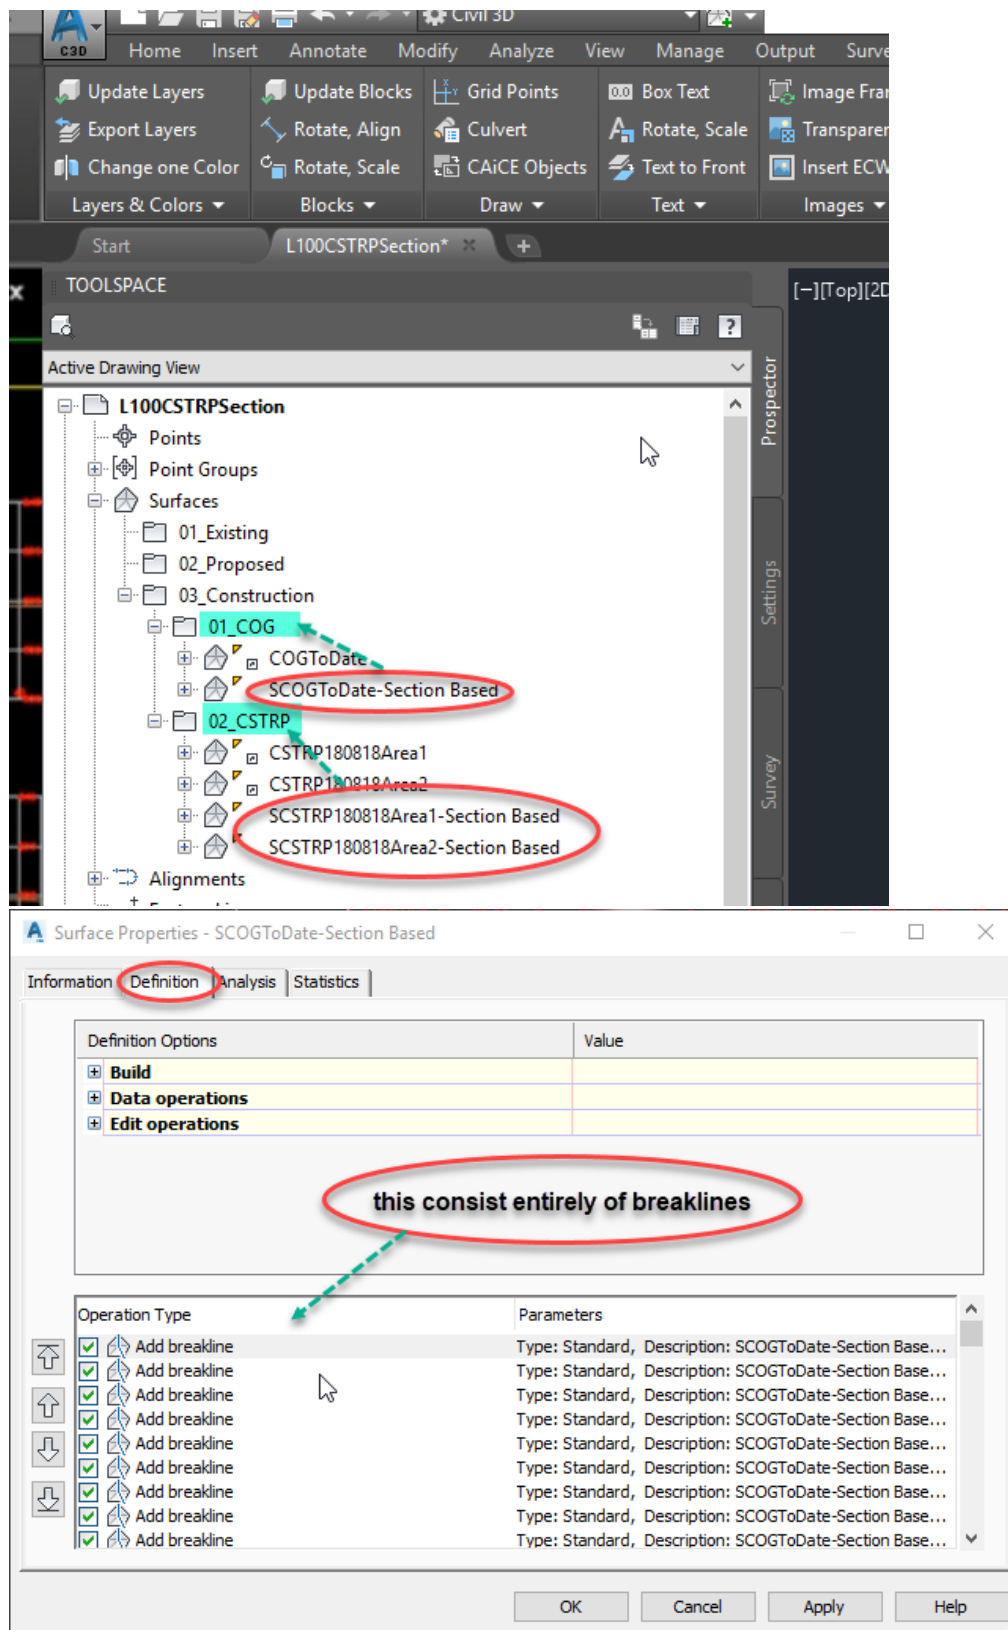 Civil 3D
C3D
Home Insert Annotate Modify Analyze View Manage Output Surve
Update Layers Update Blocks Grid Points Box Text Image Frar
Export Layers Rotate, Align Culvert Rotate, Scale Transparer
Change one Color Rotate, Scale CAiCE Objects Text to Front Insert ECW
Layers & Colors Blocks Draw Text Images
Start L100CSTRPSection*
TOOLSPACE
[−][Top][2D
Active Drawing View
L100CSTRPSection
Points
Point Groups
Surfaces
01_Existing
02_Proposed
03_Construction
01_COG
COGToDate
SCOGToDate-Section Based
02_CSTRP
CSTRP180818Area1
CSTRP180818Area2
SCSTRP180818Area1-Section Based
SCSTRP180818Area2-Section Based
Alignments
Prospector
Settings
Survey
Surface Properties - SCOGToDate-Section Based
Information Definition Analysis Statistics
Definition Options Value
Build
Data operations
Edit operations
this consist entirely of breaklines
Operation Type Parameters
Add breakline Type: Standard, Description: SCOGToDate-Section Base...
Add breakline Type: Standard, Description: SCOGToDate-Section Base...
Add breakline Type: Standard, Description: SCOGToDate-Section Base...
Add breakline Type: Standard, Description: SCOGToDate-Section Base...
Add breakline Type: Standard, Description: SCOGToDate-Section Base...
Add breakline Type: Standard, Description: SCOGToDate-Section Base...
Add breakline Type: Standard, Description: SCOGToDate-Section Base...
Add breakline Type: Standard, Description: SCOGToDate-Section Base...
Add breakline Type: Standard, Description: SCOGToDate-Section Base...
OK Cancel Apply Help